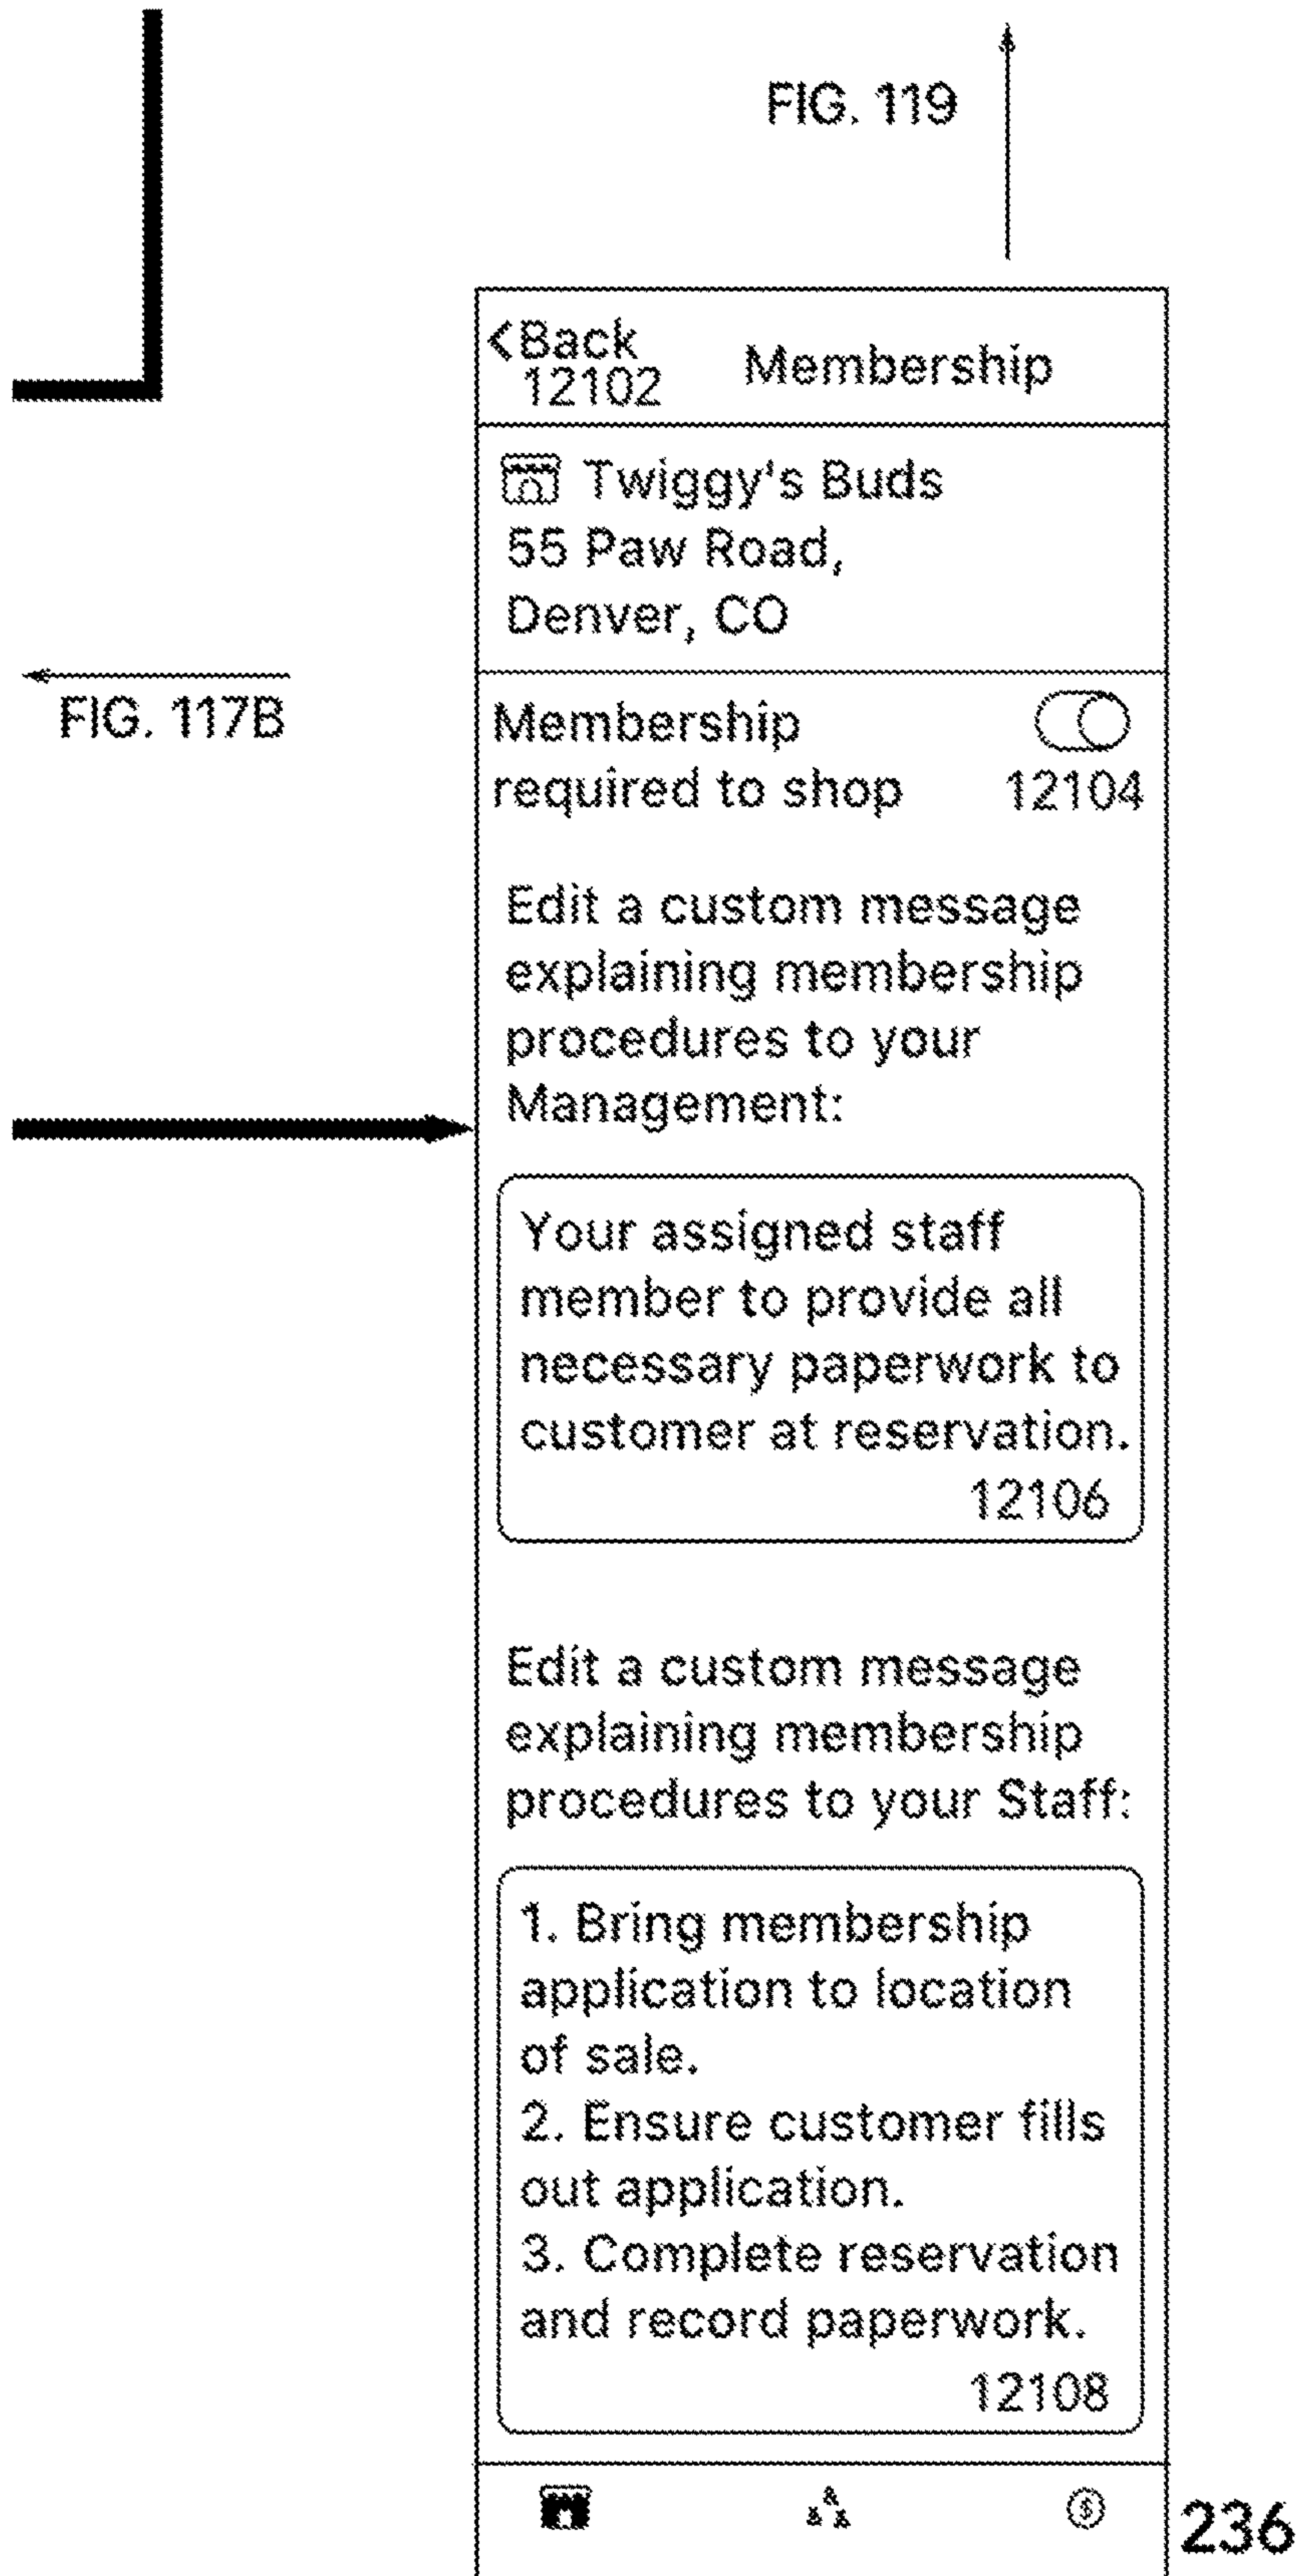 FIG. 119
<Back
12102
Membership
Twiggy's Buds
55 Paw Road,
Denver, CO
FIG. 117B
Membership
required to shop
12104
Edit a custom message
explaining membership
procedures to your
Management:
Your assigned staff
member to provide all
necessary paperwork to
customer at reservation.
12106
Edit a custom message
explaining membership
procedures to your Staff:
1. Bring membership
application to location
of sale.
2. Ensure customer fills
out application.
3. Complete reservation
and record paperwork.
12108
$
236